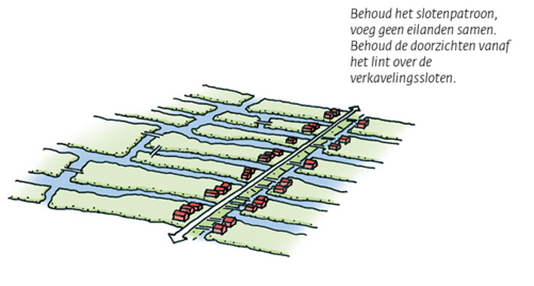 Behoud het slotenpatroon,
voeg geen eilanden samen.
Behoud de doorzichten vanaf
het lint over de
verkavelingssloten.